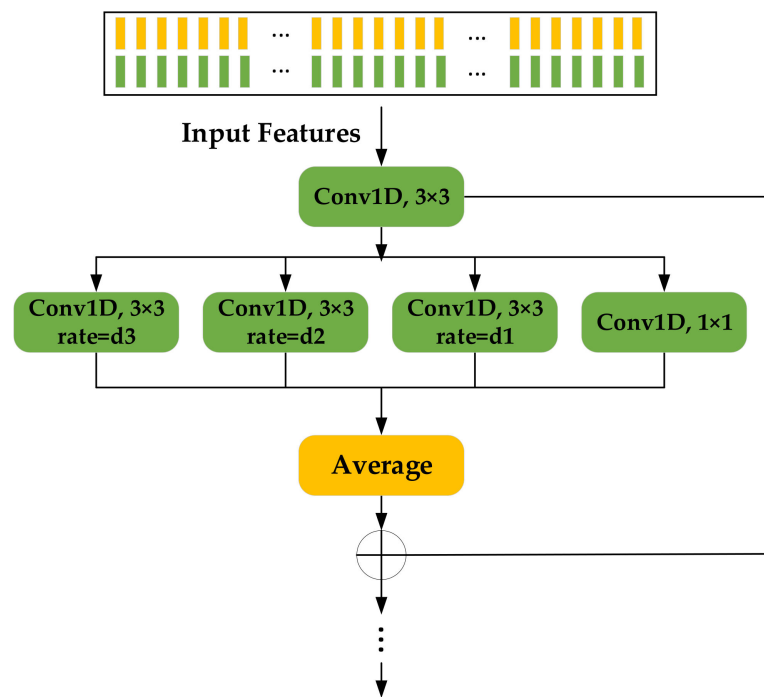 ... ...
... ...
Input Features
Conv1D, 3×3
Conv1D, 3×3
rate=d3
Conv1D, 3×3
rate=d2
Conv1D, 3×3
rate=d1
Conv1D, 1×1
Average